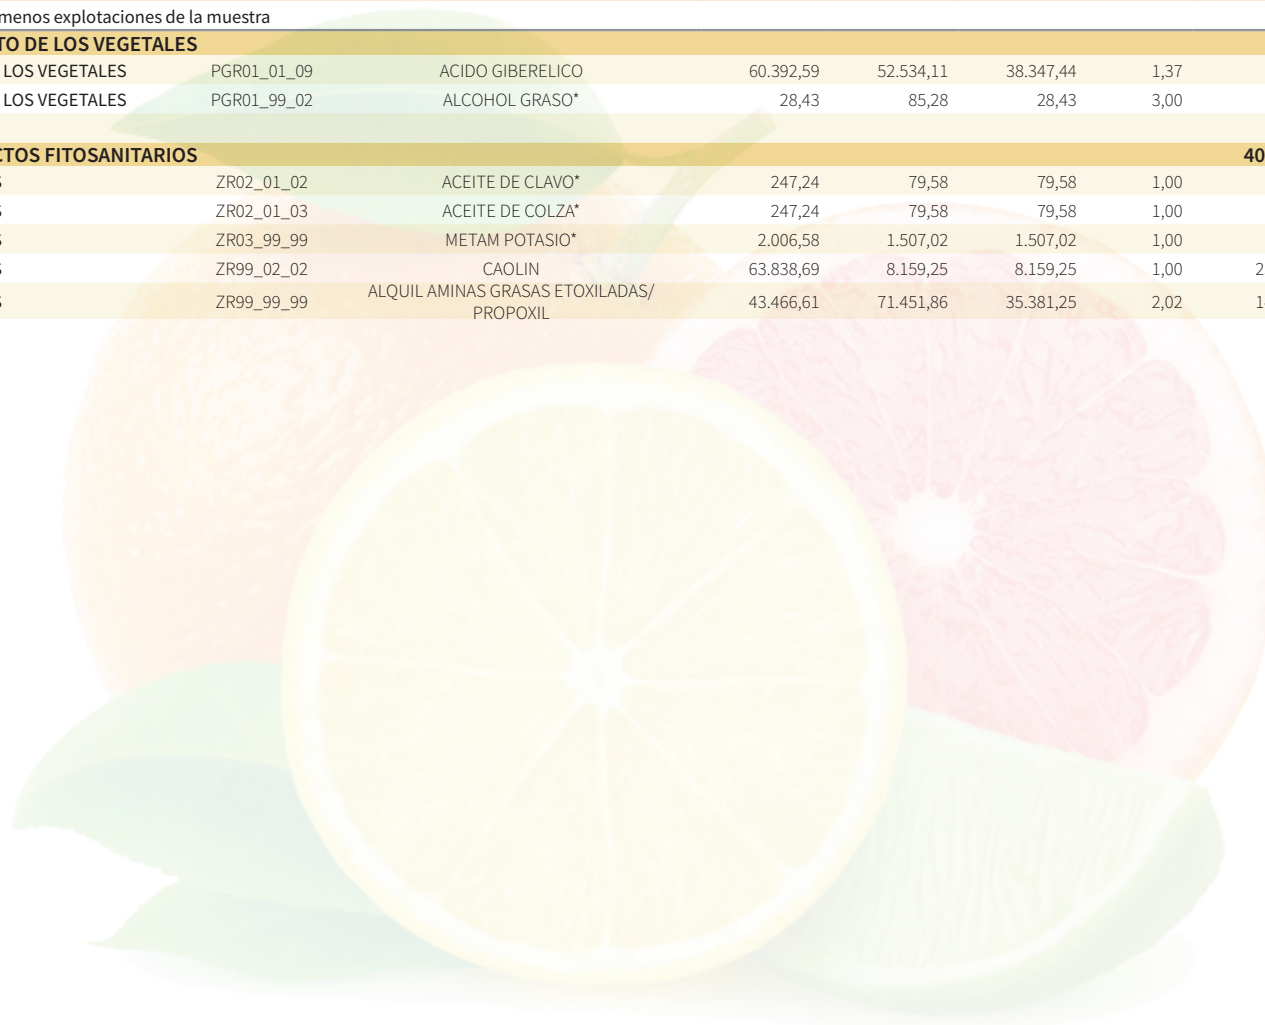 menos explotaciones de la muestra
TO DE LOS VEGETALES
LOS VEGETALES PGR01_01_09 ACIDO GIBERELICO 60.392,59 52.534,11 38.347,44 1,37
LOS VEGETALES PGR01_99_02 ALCOHOL GRASO* 28,43 85,28 28,43 3,00
CTOS FITOSANITARIOS 40
S ZR02_01_02 ACEITE DE CLAVO* 247,24 79,58 79,58 1,00
S ZR02_01_03 ACEITE DE COLZA* 247,24 79,58 79,58 1,00
S ZR03_99_99 METAM POTASIO* 2.006,58 1.507,02 1.507,02 1,00
S ZR99_02_02 CAOLIN 63.838,69 8.159,25 8.159,25 1,00 2
S ZR99_99_99 ALQUIL AMINAS GRASAS ETOXILADAS/ 43.466,61 71.451,86 35.381,25 2,02 1
PROPOXIL